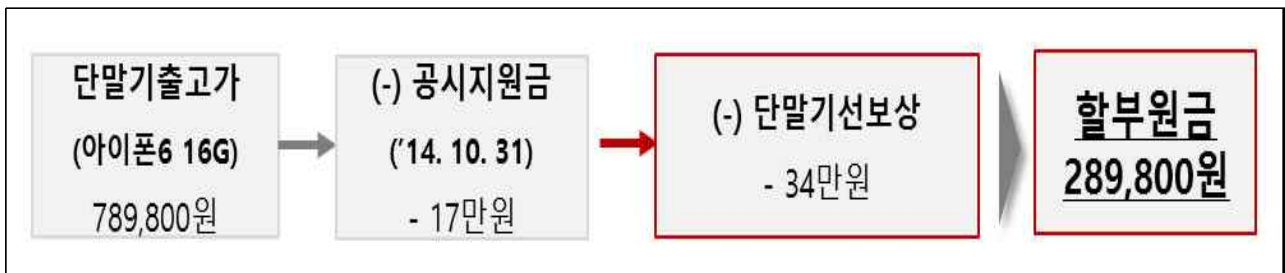 단말기출고가
(아이폰6 16G)
789,800원
(-) 공시지원금
('14. 10. 31)
- 17만원
(-) 단말기선보상
- 34만원
할부원금
289,800원